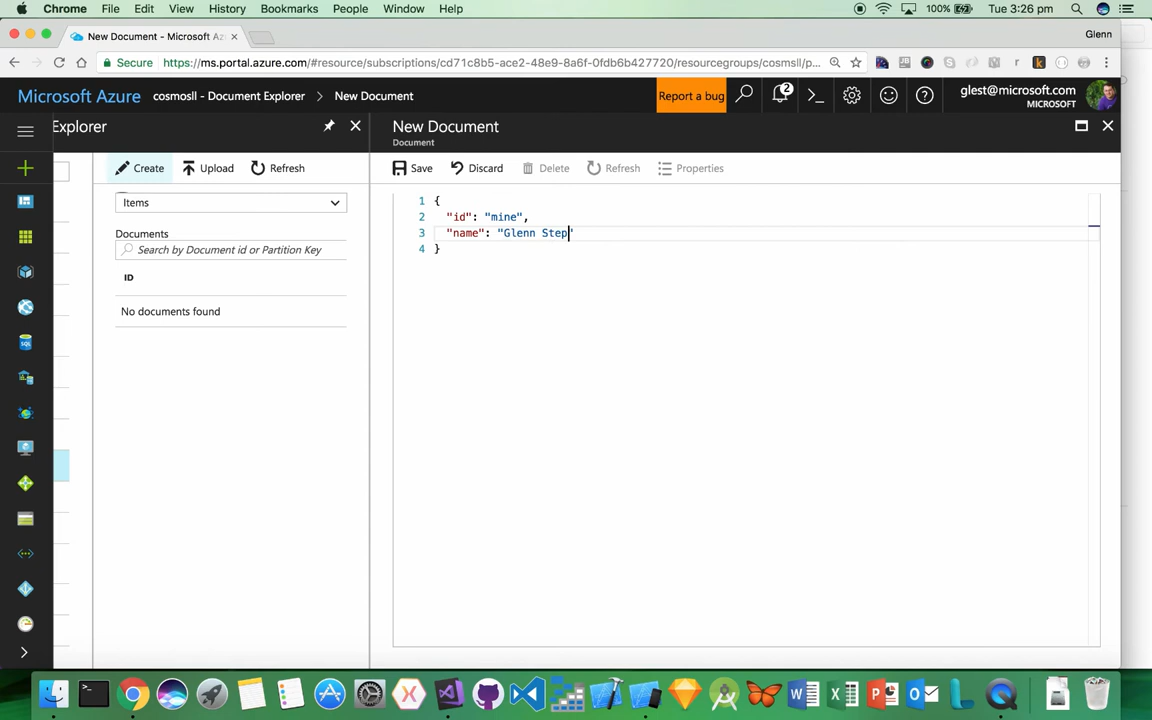 Chrome File Edit View History Bookmarks People Window Help 100% Tue 3:26 pm
New Document - Microsoft Az Glenn
Secure https://ms.portal.azure.com/#resource/subscriptions/cd71c8b5-ace2-48e9-8a6f-0fdb6b427720/resourcegroups/cosmsll/p...
Microsoft Azure cosmosll - Document Explorer > New Document Report a bug 2 glest@microsoft.com
MICROSOFT
Explorer New Document
Document
Create Upload Refresh Save Discard Delete Refresh Properties
Items
Documents
Search by Document id or Partition Key
ID
No documents found
1 {
2 "id": "mine",
3 "name": "Glenn Step"
4 }